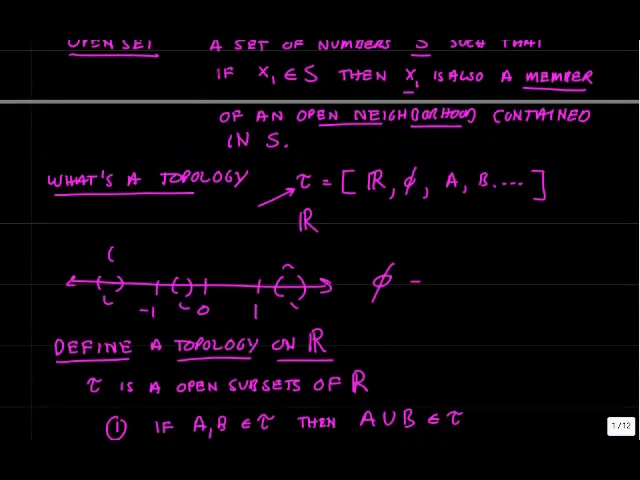 OPEN SET A SET OF NUMBERS S SUCH THAT
IF X₁ ∈ S THEN X₁ IS ALSO A MEMBER
OF AN OPEN NEIGHBORHOOD CONTAINED
IN S.
WHAT'S A TOPOLOGY τ = [ ℝ, ϕ, A, B.... ]
ℝ
-1 0 1 ϕ -
DEFINE A TOPOLOGY ON ℝ
τ IS A OPEN SUBSETS OF ℝ
① IF A, B ∈ τ THEN A ∪ B ∈ τ
1/12